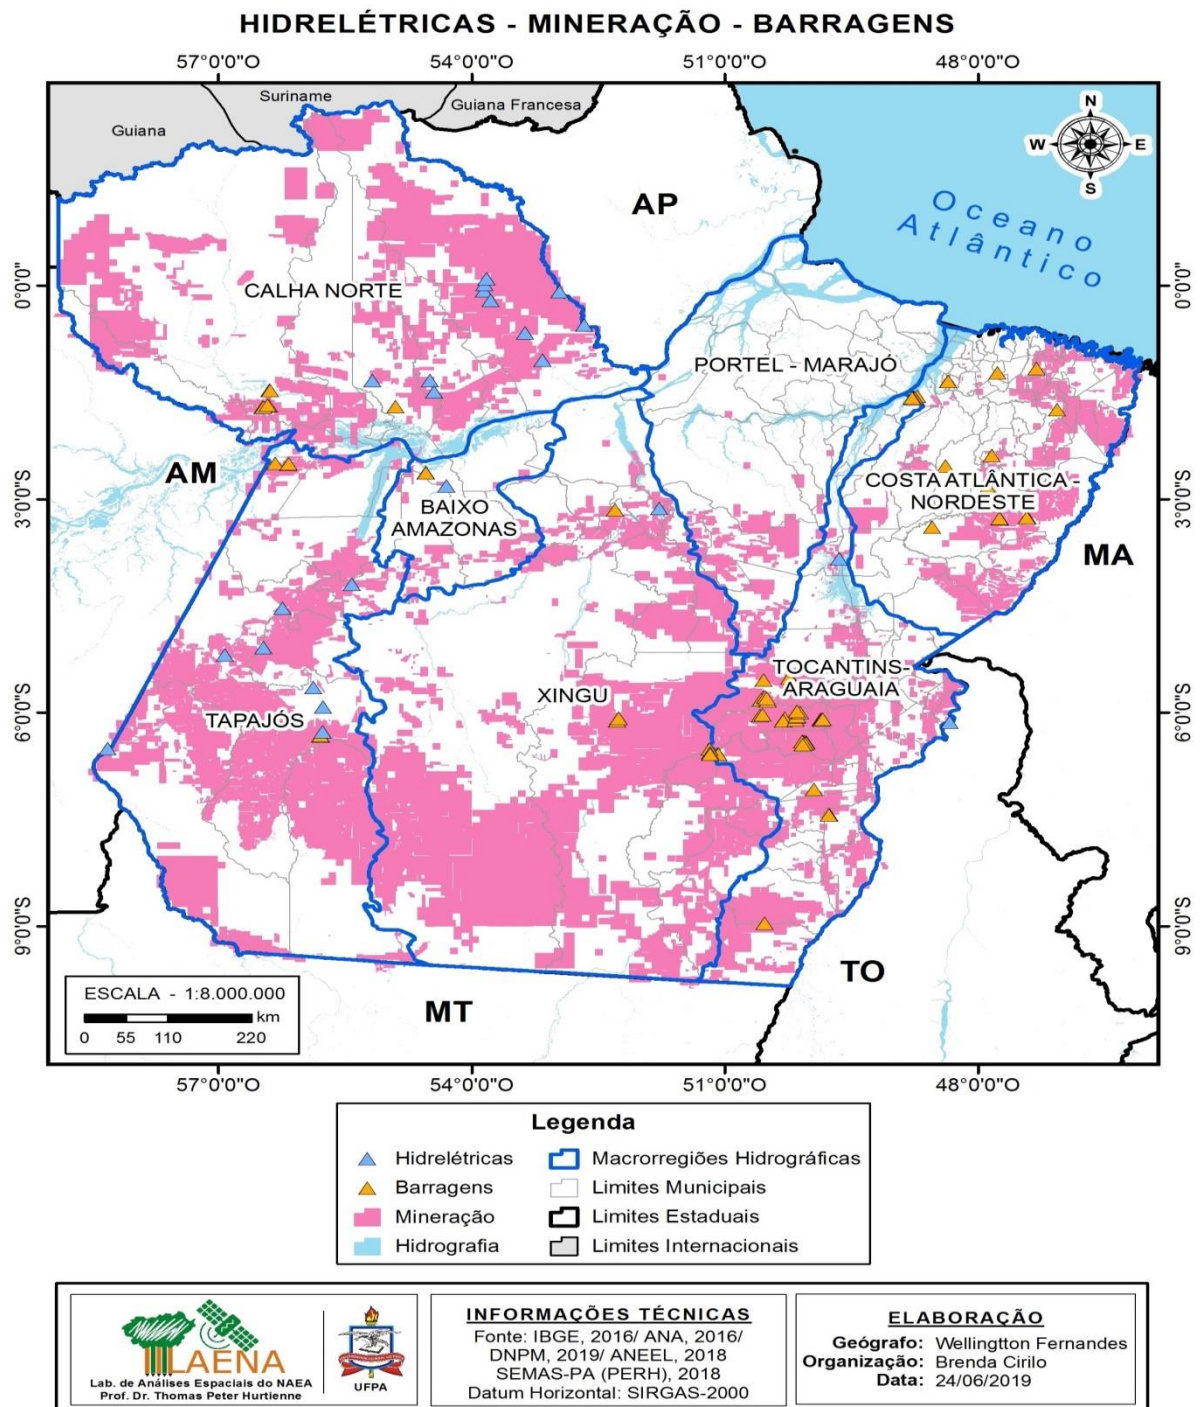 HIDRELÉTRICAS - MINERAÇÃO - BARRAGENS
57°0'0"O 54°0'0"O 51°0'0"O 48°0'0"O
Suriname
Guiana Francesa
Guiana
N
W E
S
AP
Oceano
Atlântico
0°0'0" 0°0'0"
CALHA NORTE
PORTEL - MARAJÓ
AM
COSTA ATLÂNTICA -
NORDESTE
3°0'0"S 3°0'0"S
BAIXO
AMAZONAS
MA
TOCANTINS-
ARAGUAIA
XINGU
TAPAJÓS
6°0'0"S 6°0'0"S
9°0'0"S 9°0'0"S
TO
MT
ESCALA - 1:8.000.000
km
0 55 110 220
57°0'0"O 54°0'0"O 51°0'0"O 48°0'0"O
Legenda
Hidrelétricas
Barragens
Mineração
Hidrografia
Macrorregiões Hidrográficas
Limites Municipais
Limites Estaduais
Limites Internacionais
LAENA
Lab. de Análises Espaciais do NAEA
Prof. Dr. Thomas Peter Hurtienne
UFPA
INFORMAÇÕES TÉCNICAS
Fonte: IBGE, 2016/ ANA, 2016/
DNPM, 2019/ ANEEL, 2018
SEMAS-PA (PERH), 2018
Datum Horizontal: SIRGAS-2000
ELABORAÇÃO
Geógrafo: Wellingtton Fernandes
Organização: Brenda Cirilo
Data: 24/06/2019